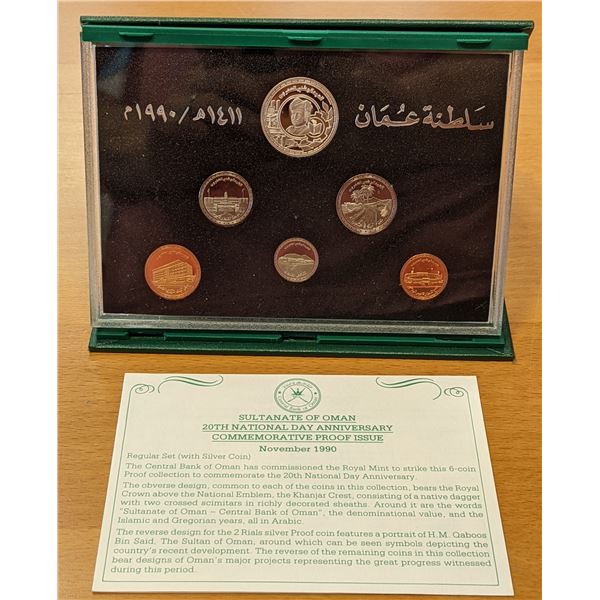 سلطنة عُمان
١٤١١هـ/١٩٩٠م
SULTANATE OF OMAN
20TH NATIONAL DAY ANNIVERSARY
COMMEMORATIVE PROOF ISSUE
November 1990
Regular Set (with Silver Coin)
The Central Bank of Oman has commissioned the Royal Mint to strike this 6-coin
Proof collection to commemorate the 20th National Day Anniversary.
The obverse design, common to each of the coins in this collection, bears the Royal
Crown above the National Emblem, the Khanjar Crest, consisting of a native dagger
with two crossed scimitars in richly decorated sheaths. Around it are the words
"Sultanate of Oman – Central Bank of Oman", the denominational value, and the
Islamic and Gregorian years, all in Arabic.
The reverse design for the 2 Rials silver Proof coin features a portrait of H.M. Qaboos
Bin Said, The Sultan of Oman, around which can be seen symbols depicting the
country's recent development. The reverse of the remaining coins in this collection
bear designs of Oman's major projects representing the great progress witnessed
during this period.